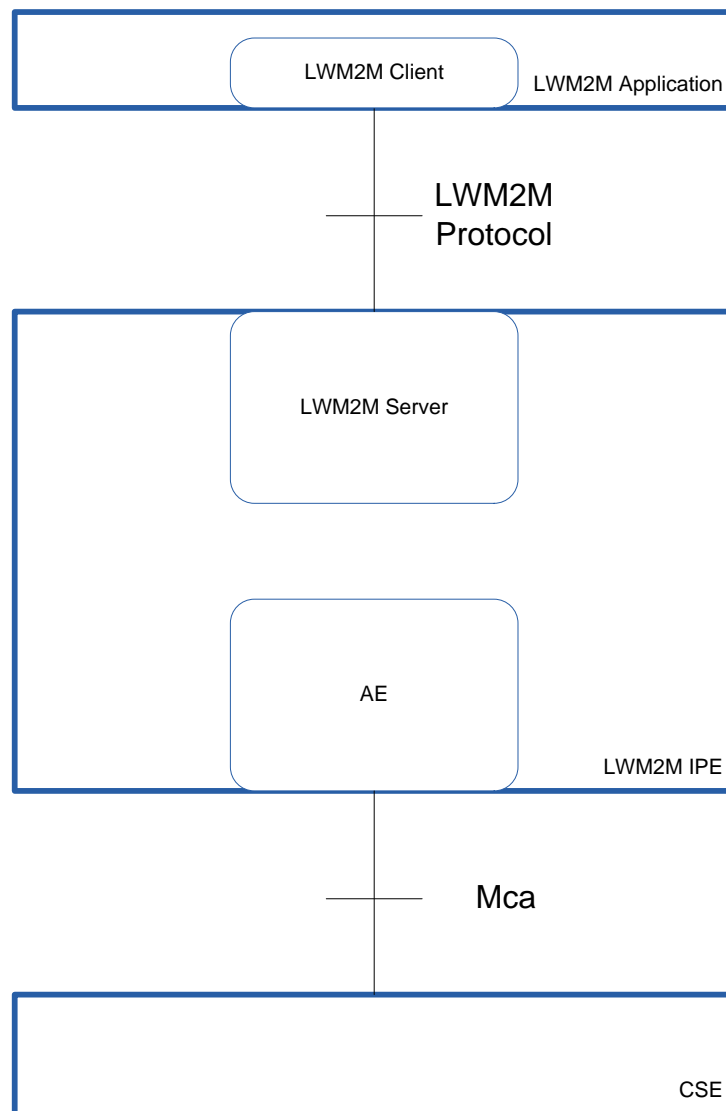 LWM2M Client
LWM2M Application
LWM2M
Protocol
LWM2M Server
AE
LWM2M IPE
Mca
CSE